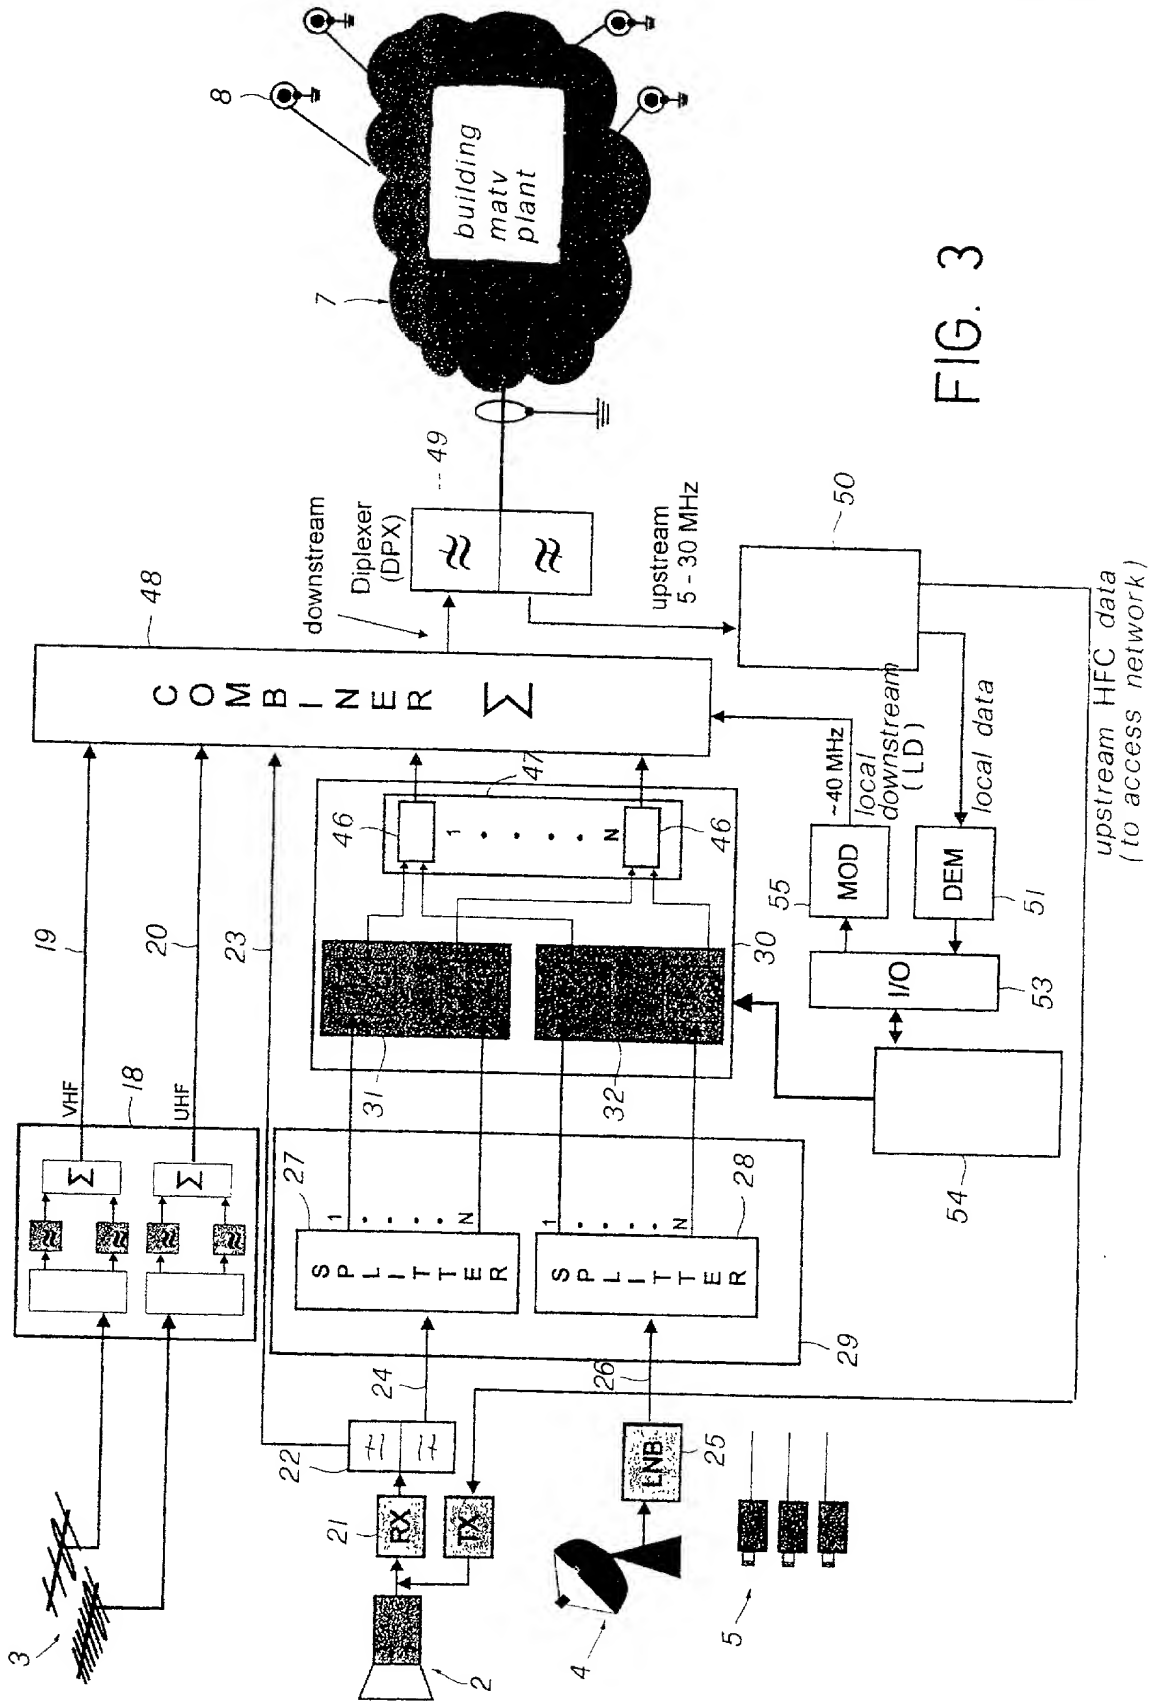 3
2
4
5
18
VHF
UHF
Σ
Σ
19
20
23
21
RX
TX
22
24
LNB
25
26
27
1
N
SPLITTER
28
1
N
SPLITTER
29
31
32
30
46
1
N
46
47
48
COMBINER
Σ
downstream
Diplexer
(DPX)
49
upstream
5 - 30 MHz
50
~40 MHz
local
downstream
(LD)
local data
MOD
55
DEM
51
I/O
53
54
upstream HFC data
(to access network)
7
8
building
matv
plant
FIG. 3